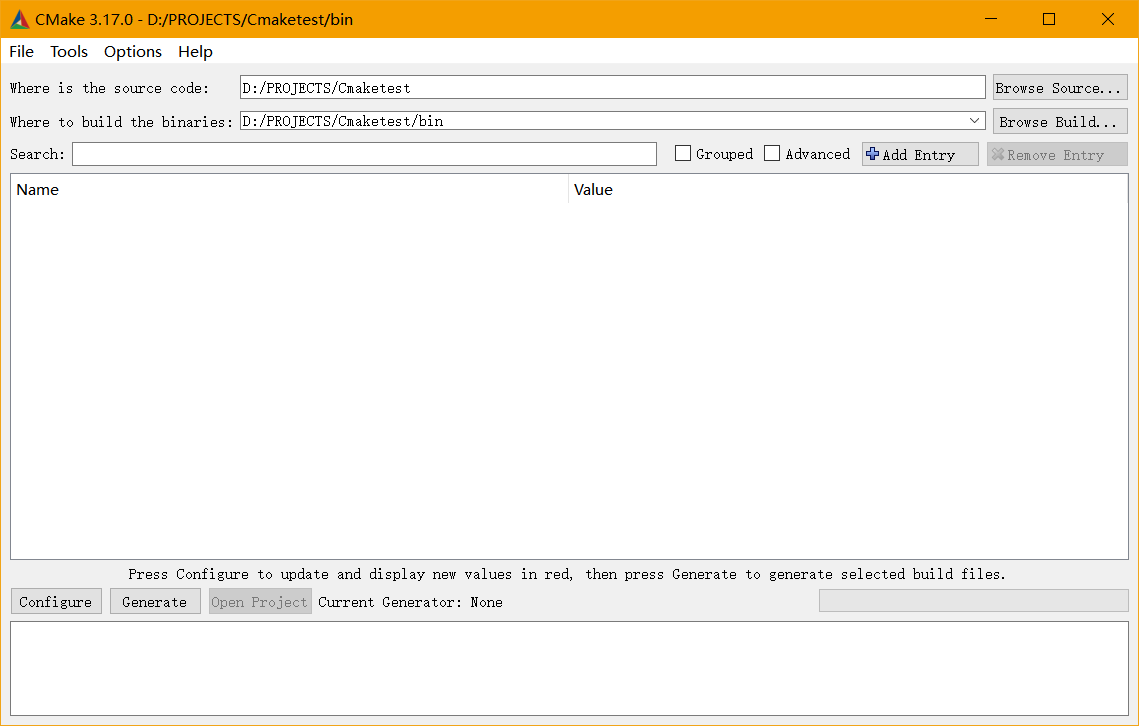 CMake 3.17.0 - D:/PROJECTS/Cmaketest/bin
File Tools Options Help
Where is the source code: D:/PROJECTS/Cmaketest Browse Source...
Where to build the binaries: D:/PROJECTS/Cmaketest/bin Browse Build...
Search: Grouped Advanced Add Entry Remove Entry
Name Value
Press Configure to update and display new values in red, then press Generate to generate selected build files.
Configure Generate Open Project Current Generator: None